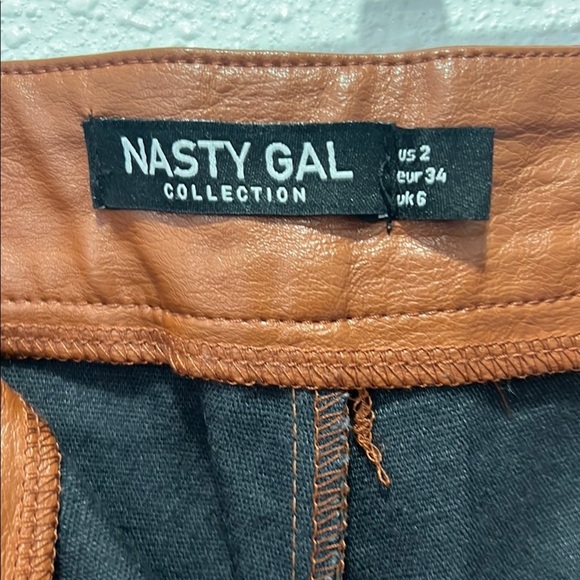 NASTY GAL
COLLECTION
us 2
eur 34
uk 6